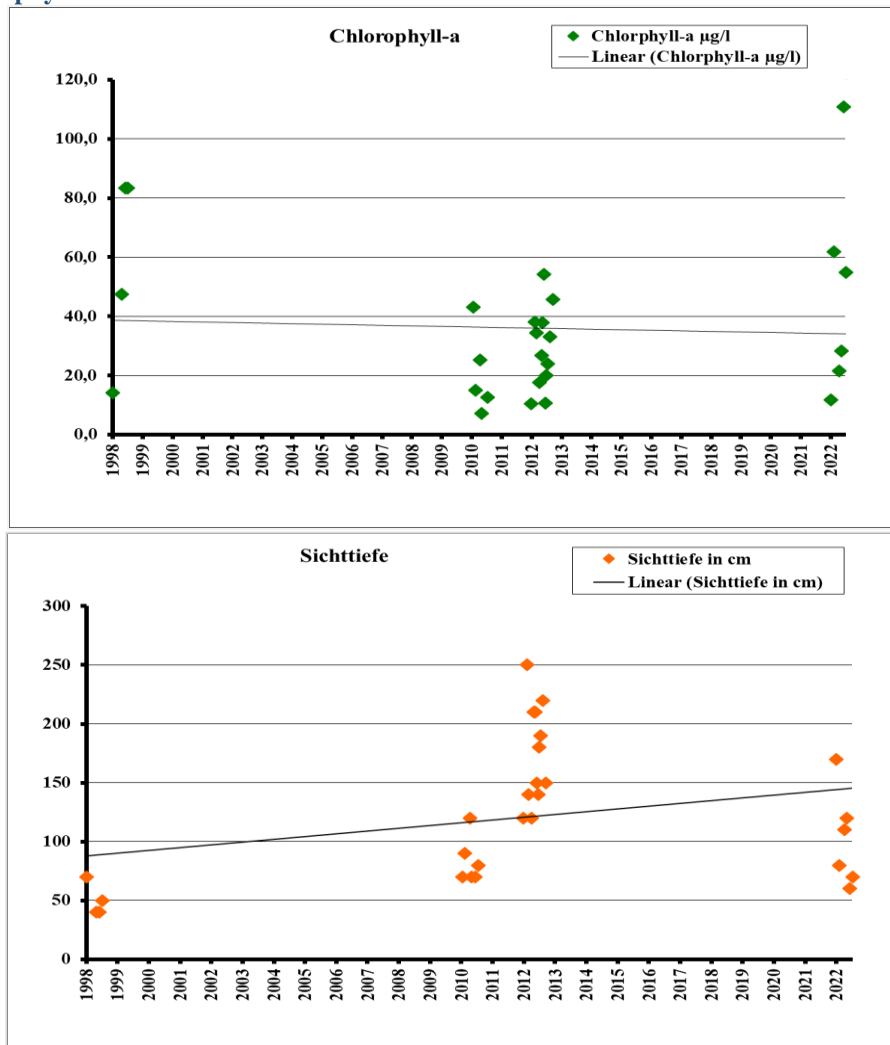 Chlorophyll-a
Chlorphyll-a µg/l
Linear (Chlorphyll-a µg/l)
120,0
100,0
80,0
60,0
40,0
20,0
0,0
1998 1999 2000 2001 2002 2003 2004 2005 2006 2007 2008 2009 2010 2011 2012 2013 2014 2015 2016 2017 2018 2019 2020 2021 2022
Sichttiefe
Sichttiefe in cm
Linear (Sichttiefe in cm)
300
250
200
150
100
50
0
1998 1999 2000 2001 2002 2003 2004 2005 2006 2007 2008 2009 2010 2011 2012 2013 2014 2015 2016 2017 2018 2019 2020 2021 2022